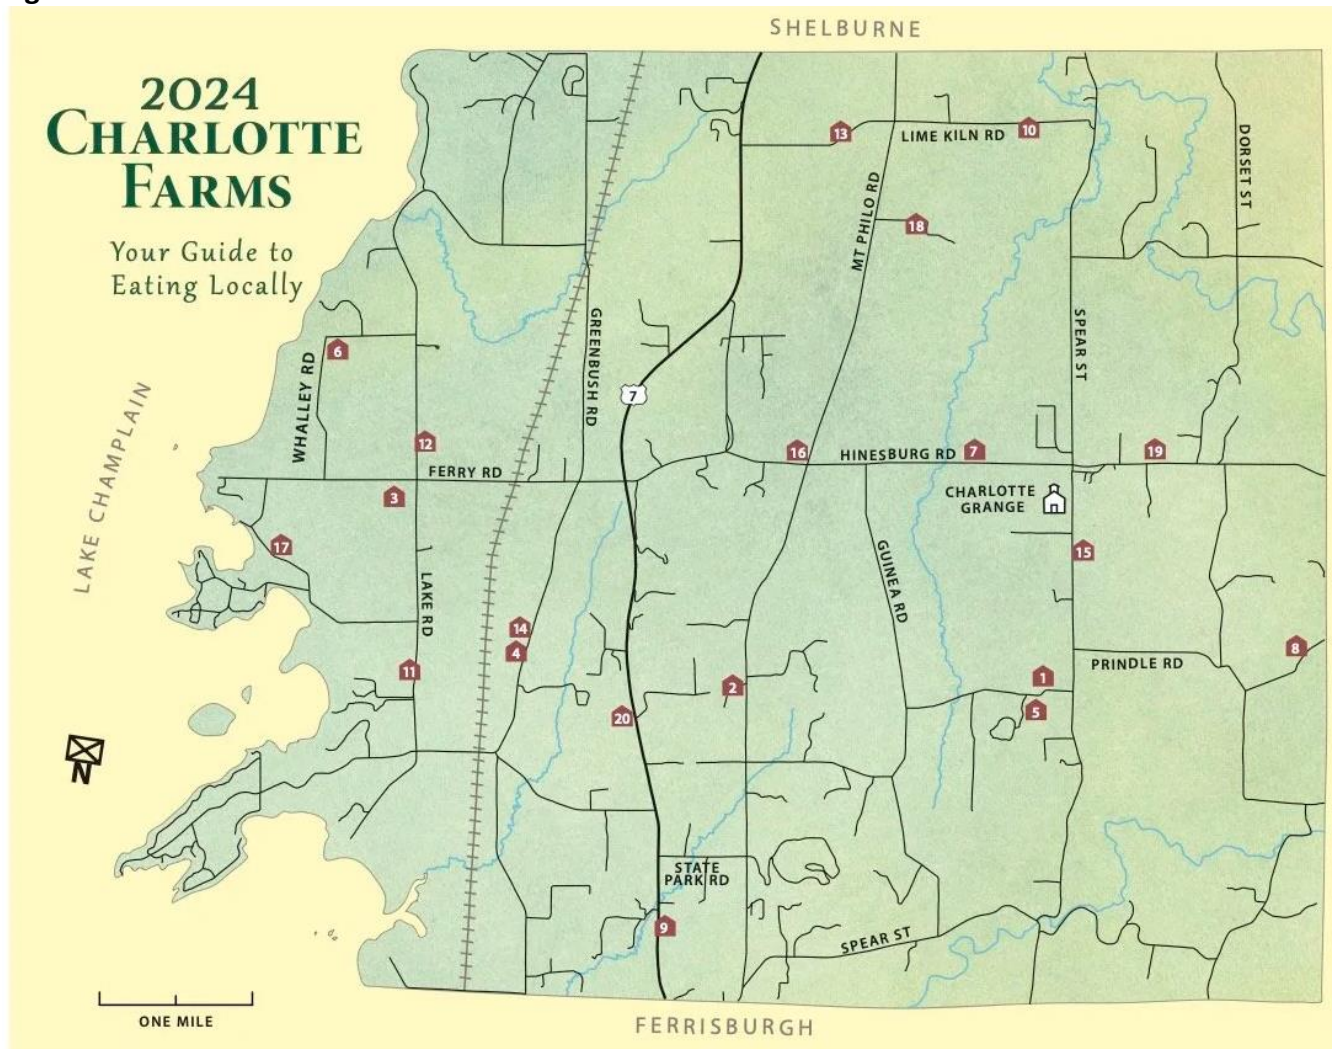 SHELBURNE
2024
CHARLOTTE
FARMS
Your Guide to
Eating Locally
13
LIME KILN RD
10
DORSET ST
MT PHILO RD
18
GREENBUSH RD
SPEAR ST
6
WHALLEY RD
7
LAKE CHAMPLAIN
12
FERRY RD
16
HINESBURG RD
7
19
3
CHARLOTTE
GRANGE
17
15
GUINEA RD
LAKE RD
14
4
11
8
PRINDLE RD
1
2
5
20
N
STATE
PARK RD
9
SPEAR ST
ONE MILE
FERRISBURGH